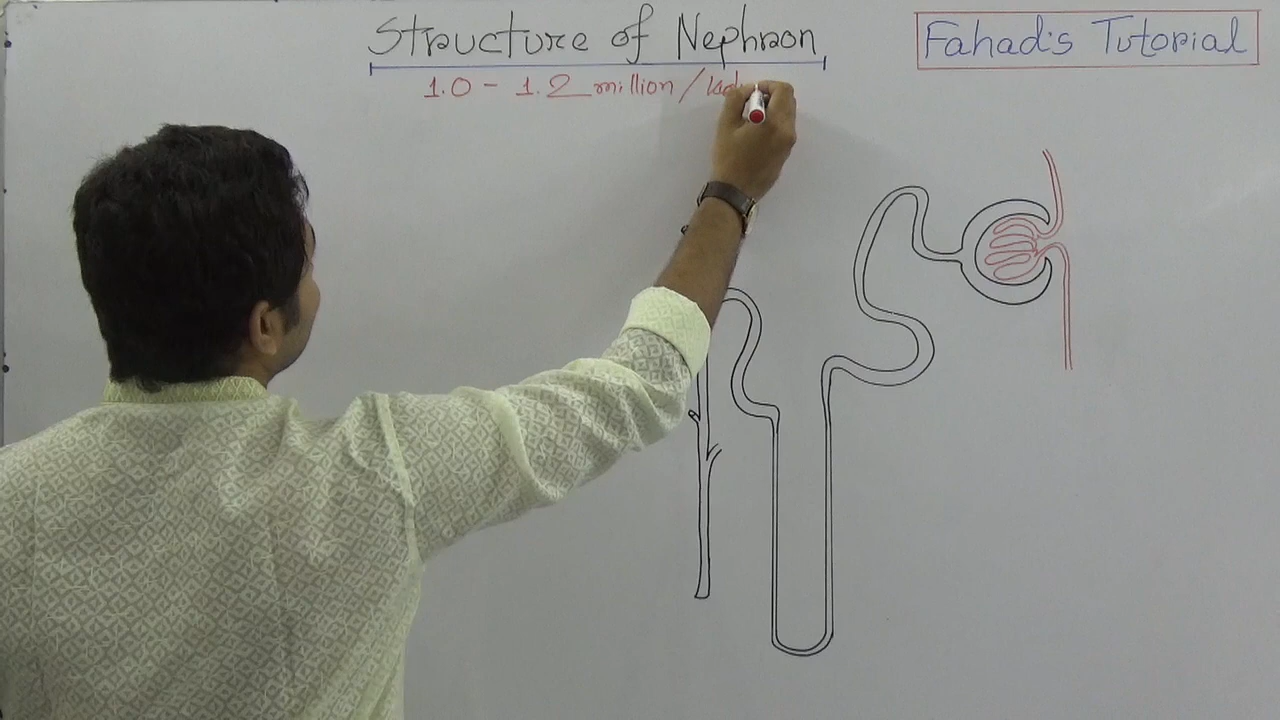 Structure of Nephron
Fahad's Tutorial
1.0 - 1.2 million /